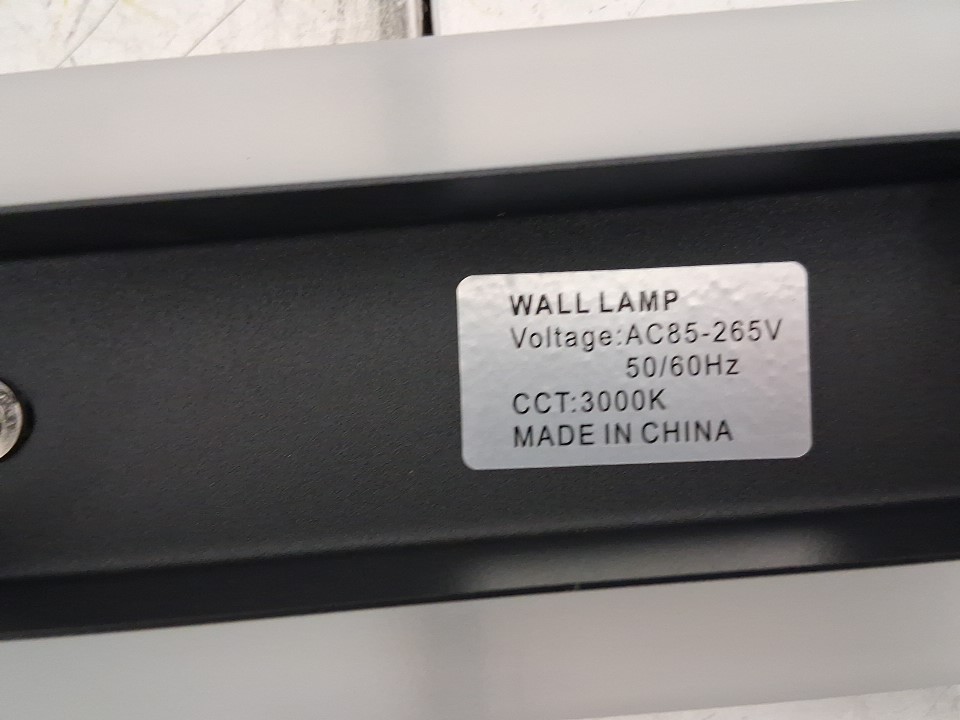 WALL LAMP
Voltage:AC85-265V
50/60Hz
CCT:3000K
MADE IN CHINA